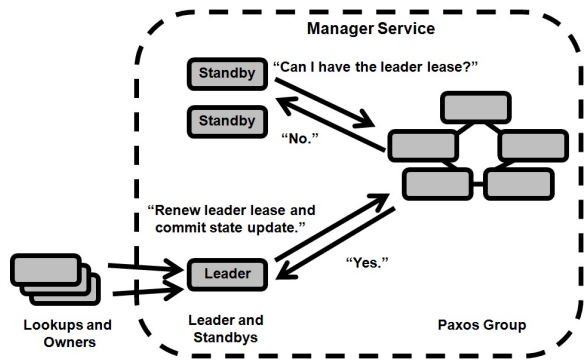 Manager Service
Standby
“Can I have the leader lease?”
Standby
“No.”
“Renew leader lease and
commit state update.”
Leader
“Yes.”
Lookups and
Owners
Leader and
Standbys
Paxos Group